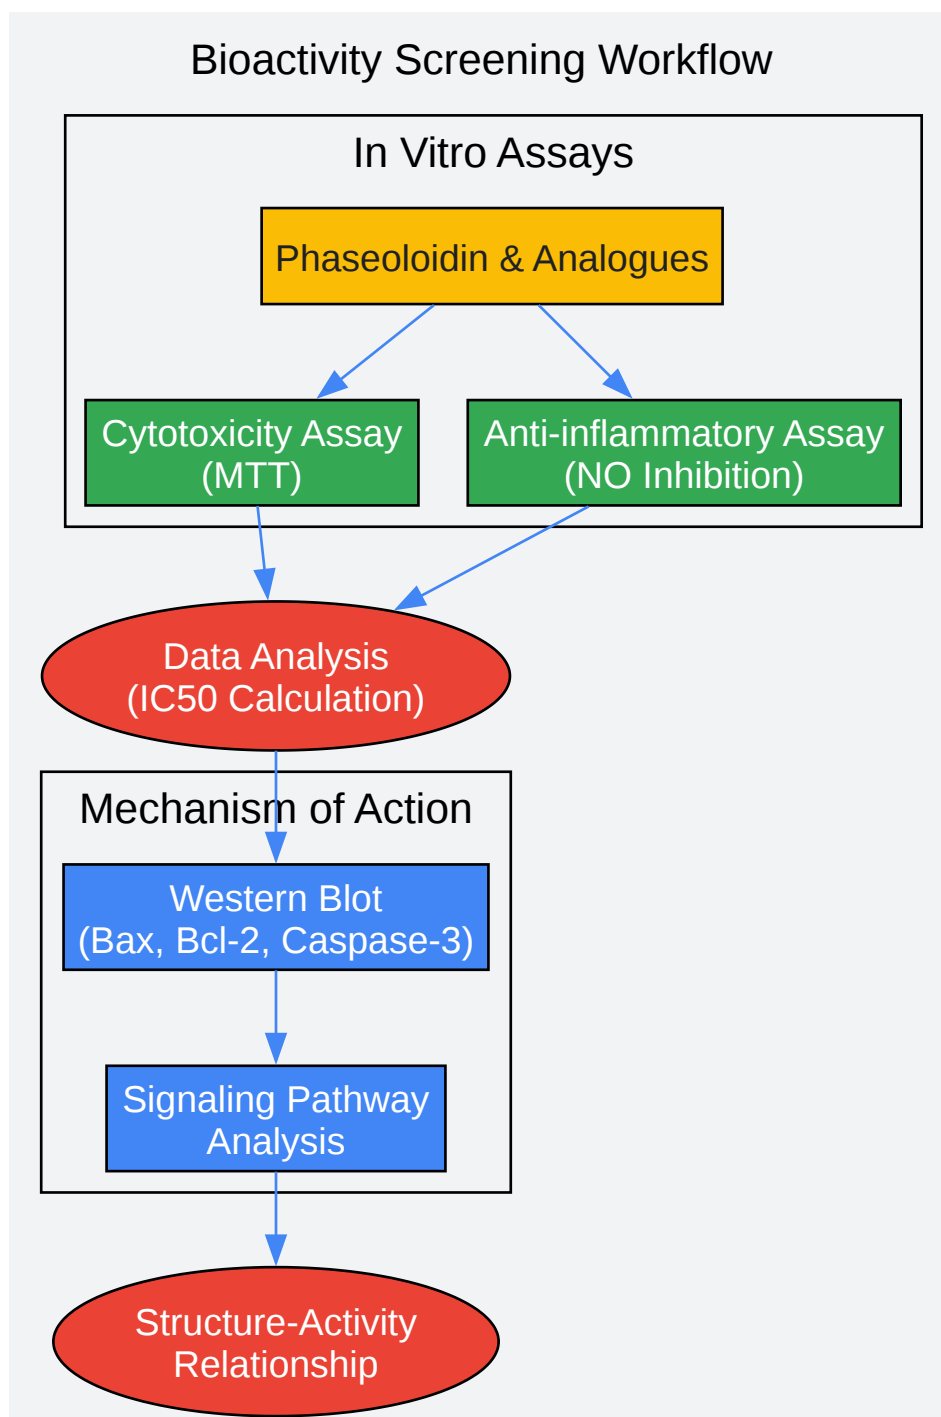 Bioactivity Screening Workflow
In Vitro Assays
Phaseoloidin & Analogues
Cytotoxicity Assay
(MTT)
Anti-inflammatory Assay
(NO Inhibition)
Data Analysis
(IC50 Calculation)
Mechanism of Action
Western Blot
(Bax, Bcl-2, Caspase-3)
Signaling Pathway
Analysis
Structure-Activity
Relationship